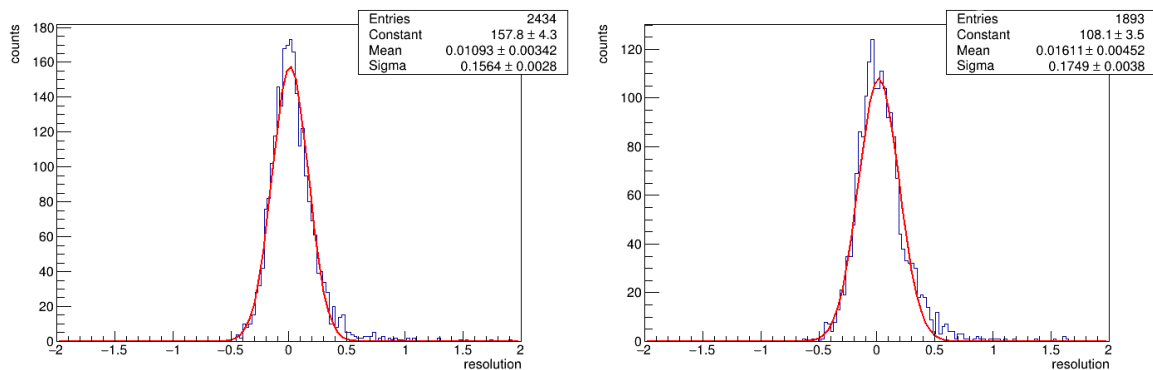 Entries 2434
Constant 157.8 ± 4.3
Mean 0.01093 ± 0.00342
Sigma 0.1564 ± 0.0028
counts
180
160
140
120
100
80
60
40
20
0
−2 −1.5 −1 −0.5 0 0.5 1 1.5 2
resolution
Entries 1893
Constant 108.1 ± 3.5
Mean 0.01611 ± 0.00452
Sigma 0.1749 ± 0.0038
counts
120
100
80
60
40
20
0
−2 −1.5 −1 −0.5 0 0.5 1 1.5 2
resolution